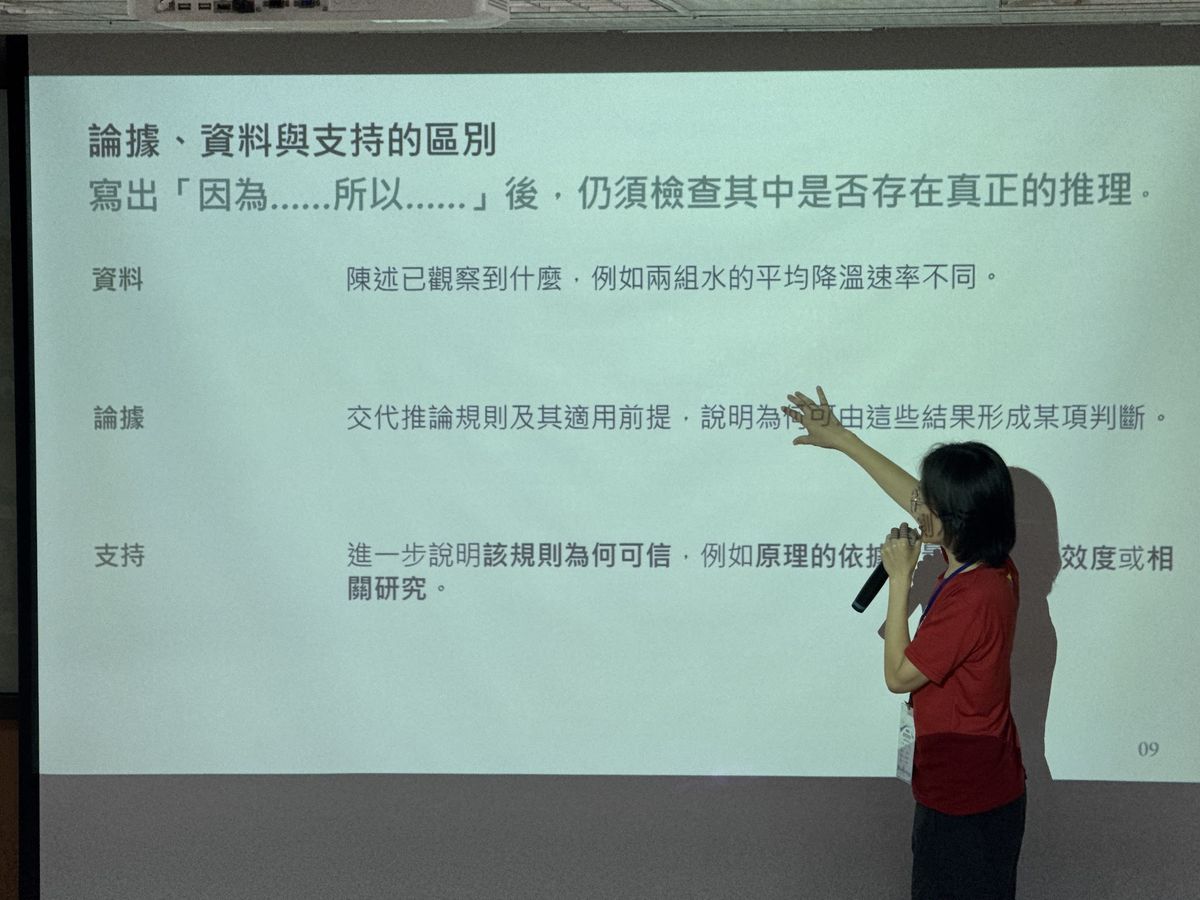 論據、資料與支持的區別
寫出「因為……所以……」後，仍須檢查其中是否存在真正的推理。
資料
陳述已觀察到什麼，例如兩組水的平均降溫速率不同。
論據
交代推論規則及其適用前提，說明為何可由這些結果形成某項判斷。
支持
進一步說明該規則為何可信，例如原理的依據 效度或相
關研究。
09